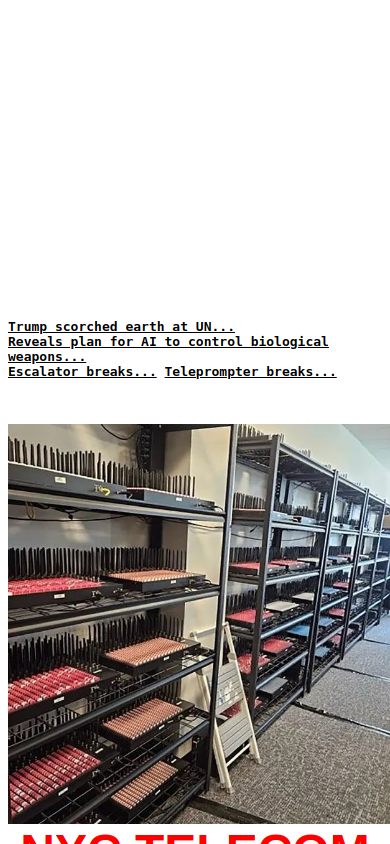 Trump scorched earth at UN...
Reveals plan for AI to control biological
weapons...
Escalator breaks... Teleprompter breaks...
NYC TELECOM